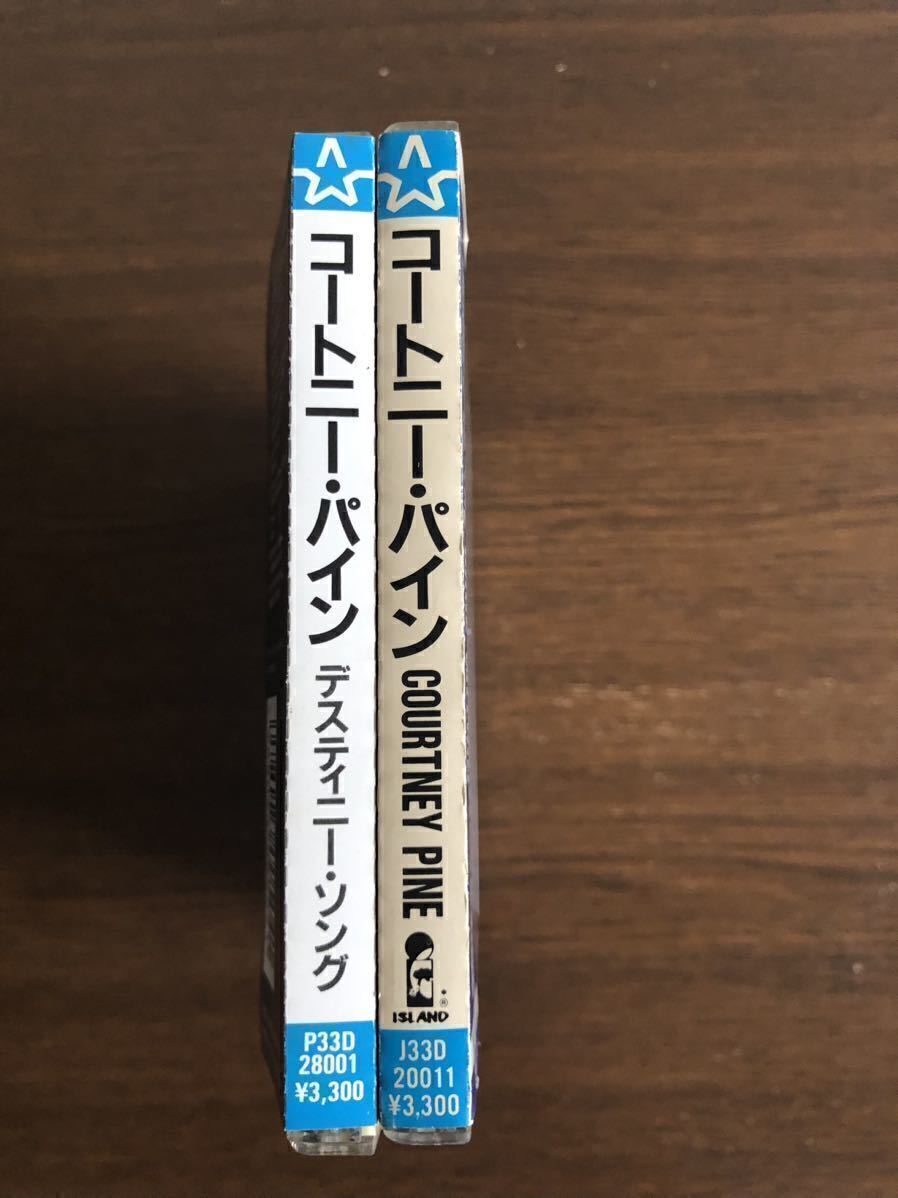 コートニー・パイン
デスティニー・ソング
P33D
28001
¥3,300
コートニー・パイン
COURTNEY PINE
®
ISLAND
J33D
20011
¥3,300